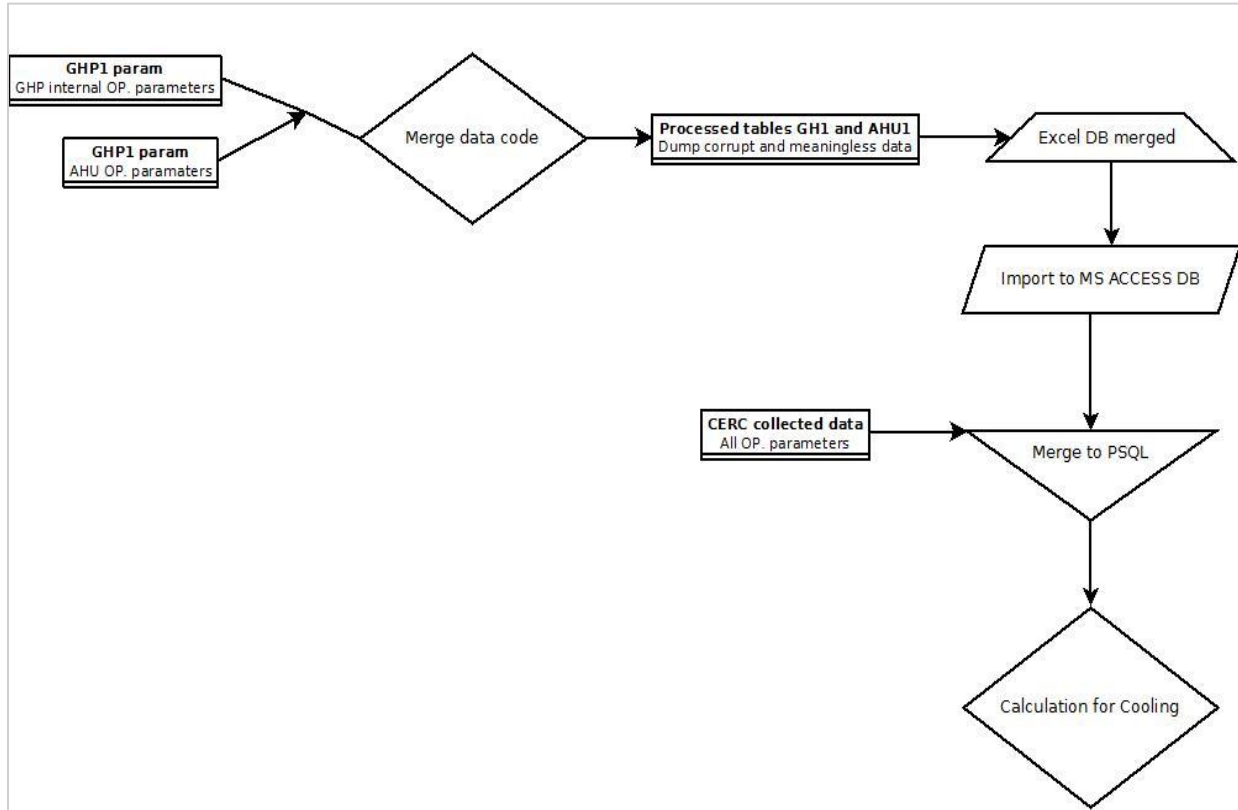 GHP1 param
GHP internal OP. parameters
GHP1 param
AHU OP. paramaters
Merge data code
Processed tables GH1 and AHU1
Dump corrupt and meaningless data
Excel DB merged
Import to MS ACCESS DB
CERC collected data
All OP. parameters
Merge to PSQL
Calculation for Cooling